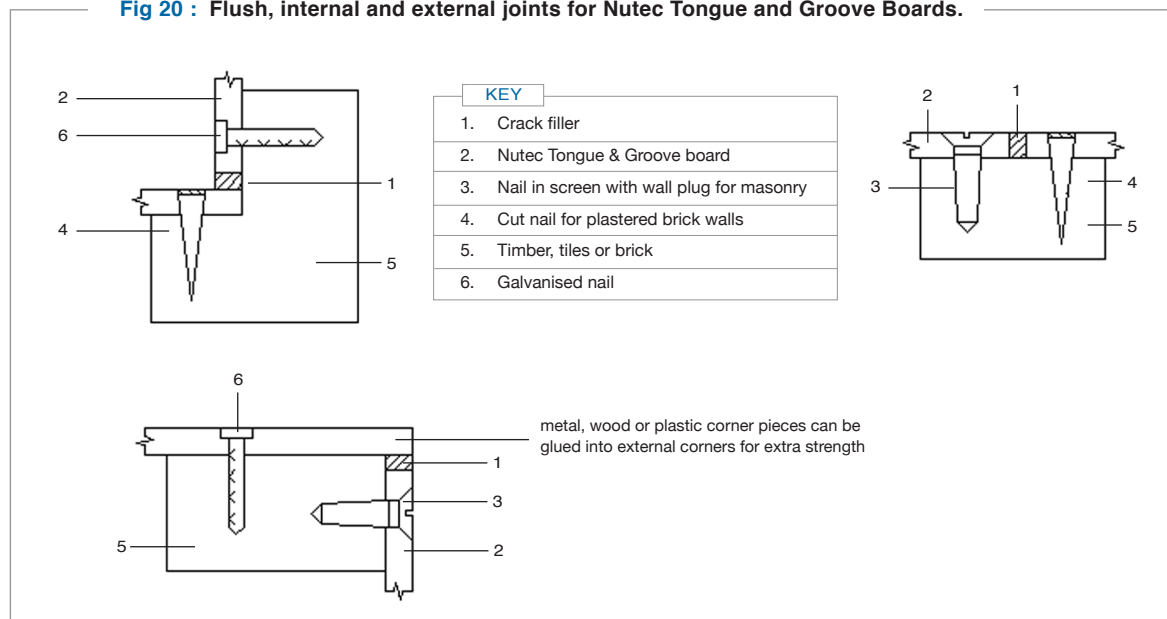 Fig 20 : Flush, internal and external joints for Nutec Tongue and Groove Boards.
2
6
1
4
5
KEY
1. Crack filler
2. Nutec Tongue & Groove board
3. Nail in screen with wall plug for masonry
4. Cut nail for plastered brick walls
5. Timber, tiles or brick
6. Galvanised nail
2
1
3
4
5
6
metal, wood or plastic corner pieces can be
glued into external corners for extra strength
1
3
5
2